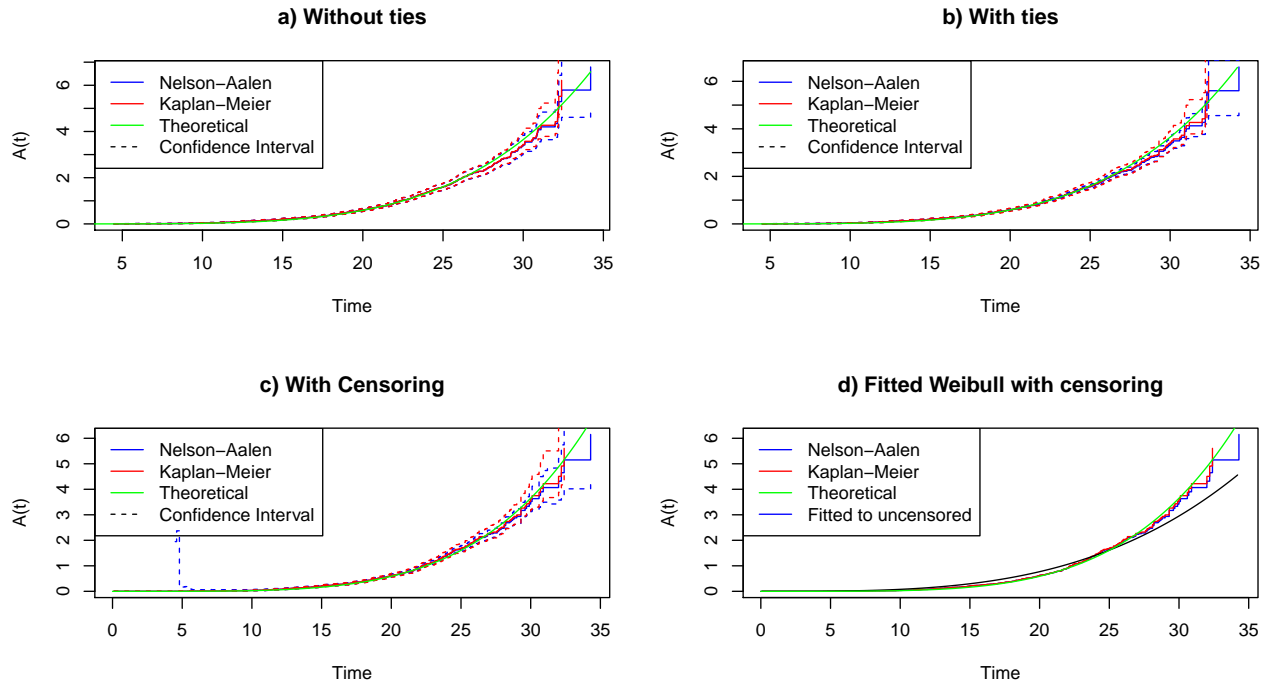 a) Without ties
A(t)
0
2
4
6
Nelson−Aalen
Kaplan−Meier
Theoretical
Confidence Interval
5 10 15 20 25 30 35
Time
b) With ties
A(t)
0
2
4
6
Nelson−Aalen
Kaplan−Meier
Theoretical
Confidence Interval
5 10 15 20 25 30 35
Time
c) With Censoring
A(t)
0
1
2
3
4
5
6
Nelson−Aalen
Kaplan−Meier
Theoretical
Confidence Interval
0 5 10 15 20 25 30 35
Time
d) Fitted Weibull with censoring
A(t)
0
1
2
3
4
5
6
Nelson−Aalen
Kaplan−Meier
Theoretical
Fitted to uncensored
0 5 10 15 20 25 30 35
Time